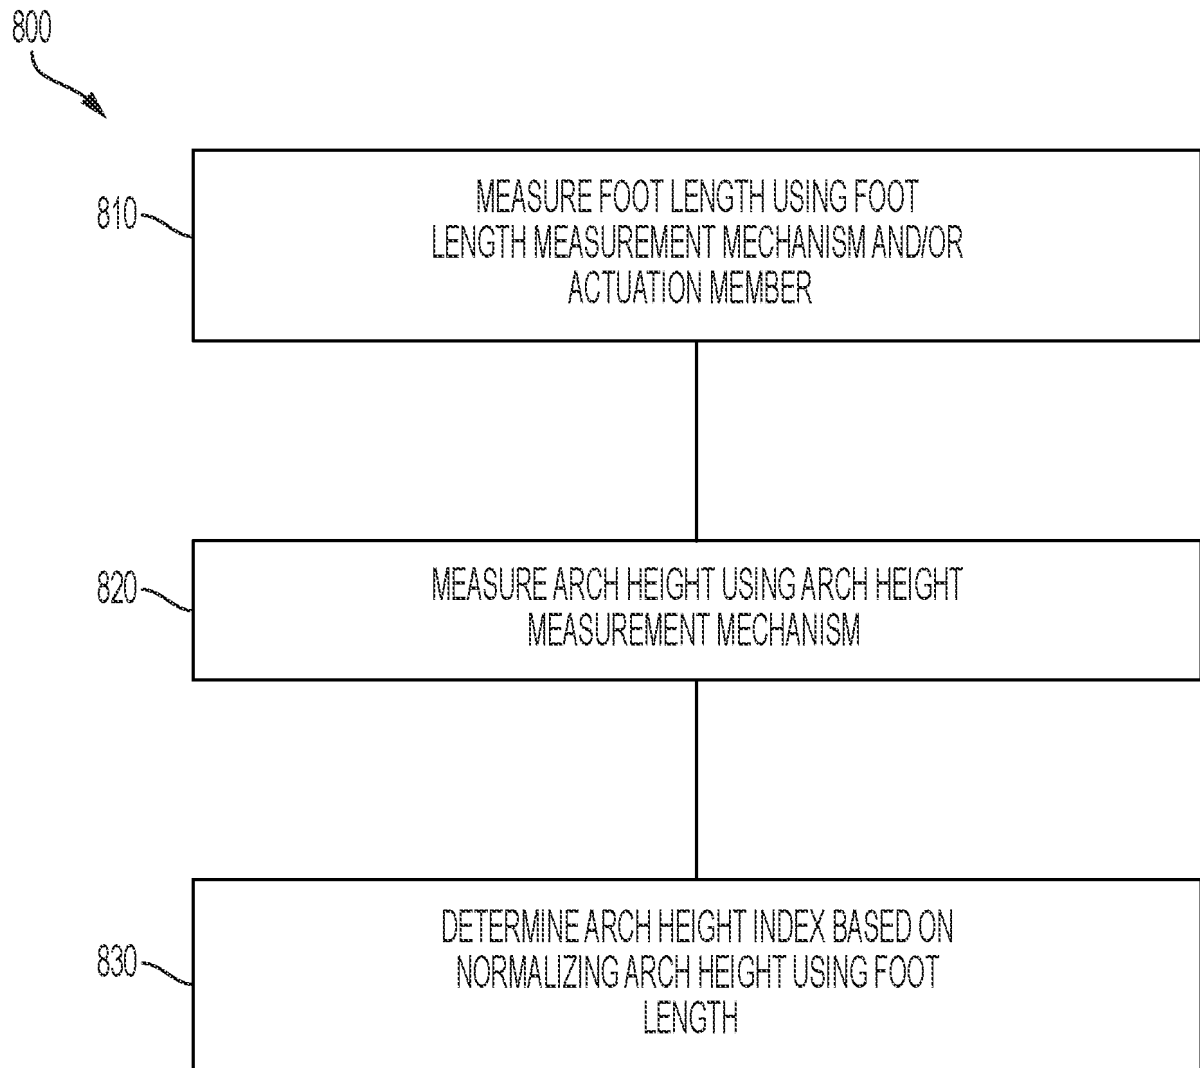 800
810
MEASURE FOOT LENGTH USING FOOT
LENGTH MEASUREMENT MECHANISM AND/OR
ACTUATION MEMBER
820
MEASURE ARCH HEIGHT USING ARCH HEIGHT
MEASUREMENT MECHANISM
830
DETERMINE ARCH HEIGHT INDEX BASED ON
NORMALIZING ARCH HEIGHT USING FOOT
LENGTH